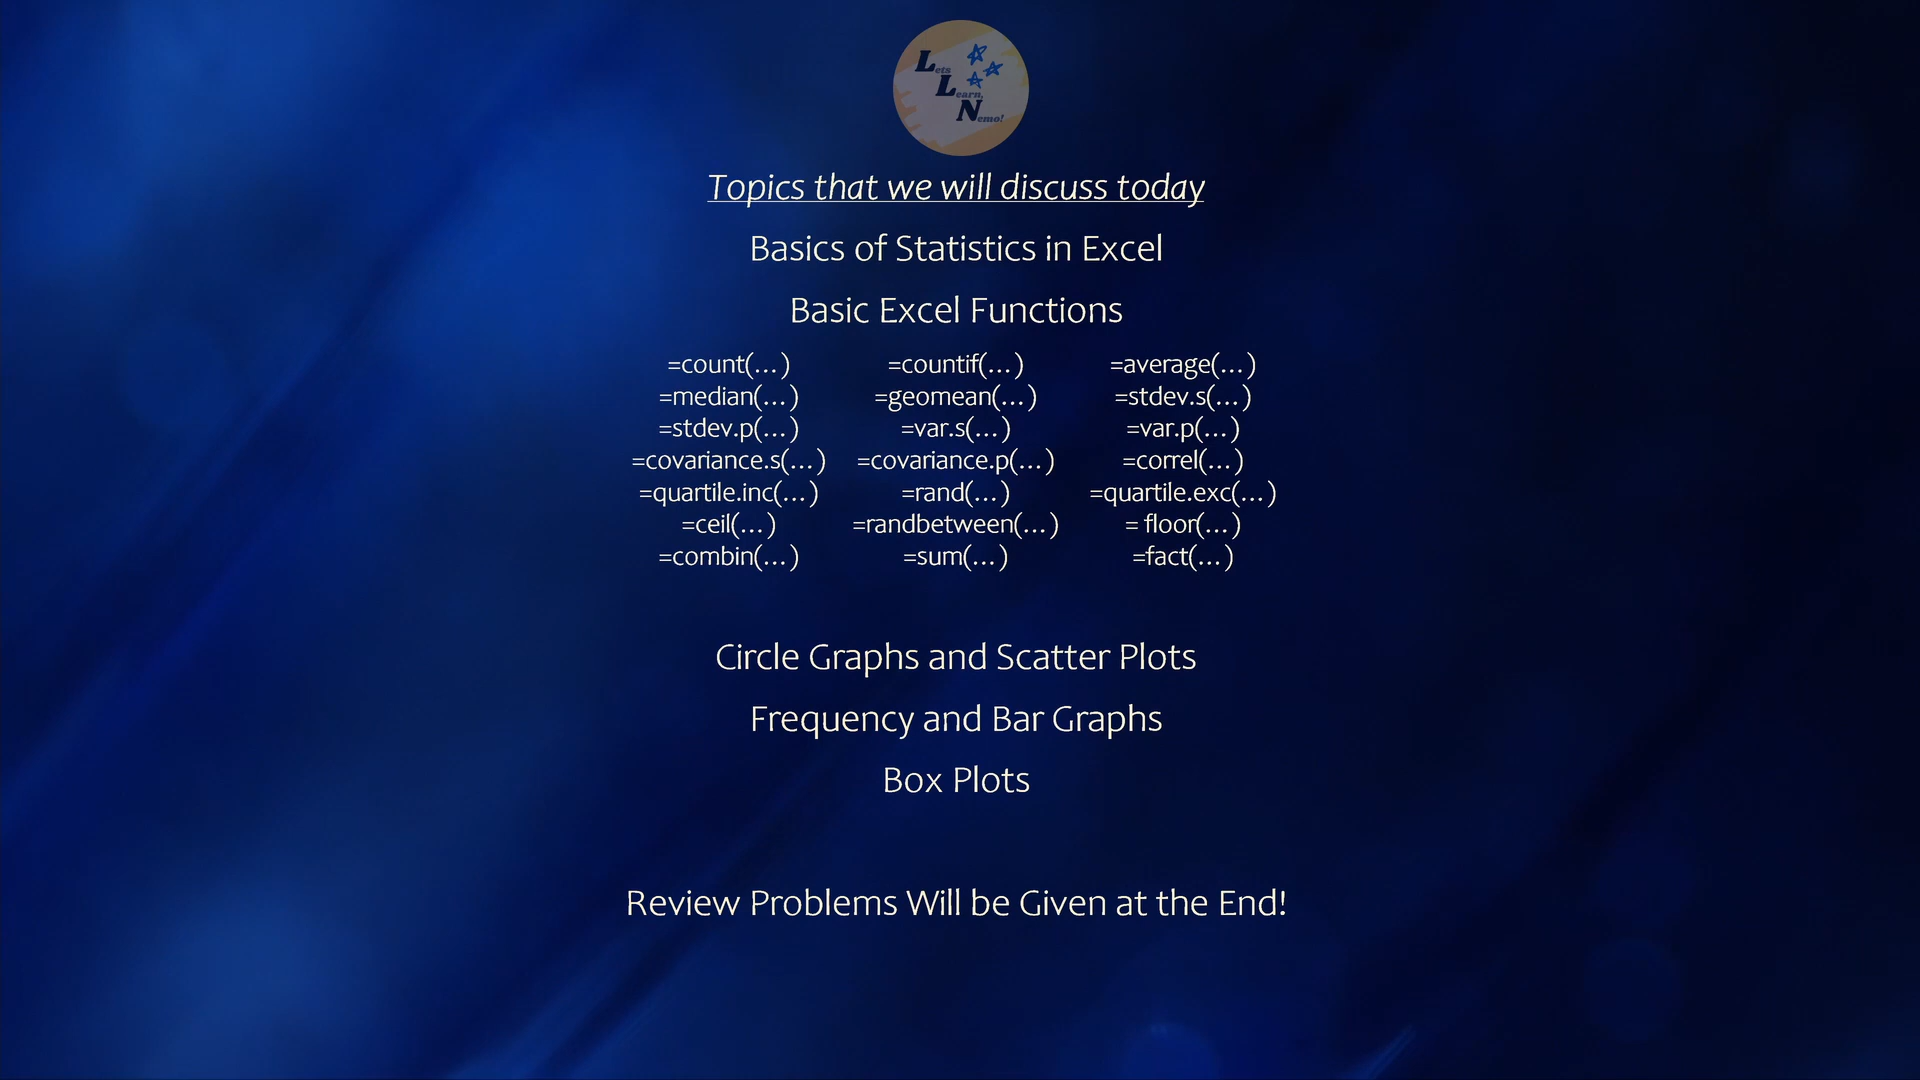 Lets
Learn,
Nemo!
Topics that we will discuss today
Basics of Statistics in Excel
Basic Excel Functions
=count(…) =countif(…) =average(…)
=median(…) =geomean(…) =stdev.s(…)
=stdev.p(…) =var.s(…) =var.p(…)
=covariance.s(…) =covariance.p(…) =correl(…)
=quartile.inc(…) =rand(…) =quartile.exc(…)
=ceil(…) =randbetween(…) = floor(…)
=combin(…) =sum(…) =fact(…)
Circle Graphs and Scatter Plots
Frequency and Bar Graphs
Box Plots
Review Problems Will be Given at the End!